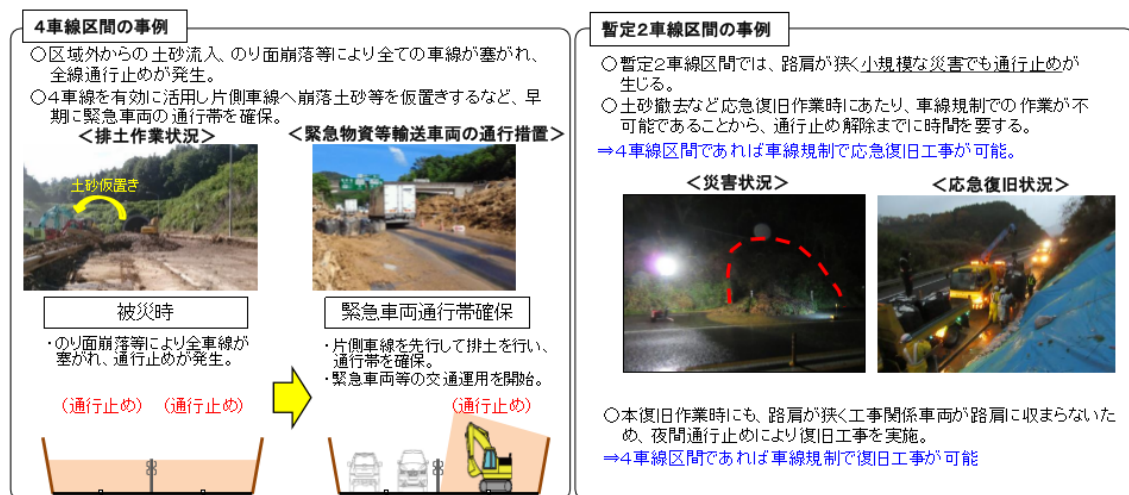 4車線区間の事例
○区域外からの土砂流入、のり面崩落等により全ての車線が塞がれ、
全線通行止めが発生。
○4車線を有効に活用し片側車線へ崩落土砂等を仮置きするなど、早
期に緊急車両の通行帯を確保。
＜排土作業状況＞
＜緊急物資等輸送車両の通行措置＞
土砂仮置き
被災時
緊急車両通行帯確保
・のり面崩落等により全車線が
塞がれ、通行止めが発生。
・片側車線を先行して排土を行い、
通行帯を確保。
・緊急車両等の交通運用を開始。
（通行止め）
（通行止め）
（通行止め）
暫定2車線区間の事例
○暫定2車線区間では、路肩が狭く小規模な災害でも通行止めが
生じる。
○土砂撤去など応急復旧作業時にあたり、車線規制での作業が不
可能であることから、通行止め解除までに時間を要する。
⇒4車線区間であれば車線規制で応急復旧工事が可能。
＜災害状況＞
＜応急復旧状況＞
○本復旧作業時にも、路肩が狭く工事関係車両が路肩に収まらないた
め、夜間通行止めにより復旧工事を実施。
⇒4車線区間であれば車線規制で復旧工事が可能